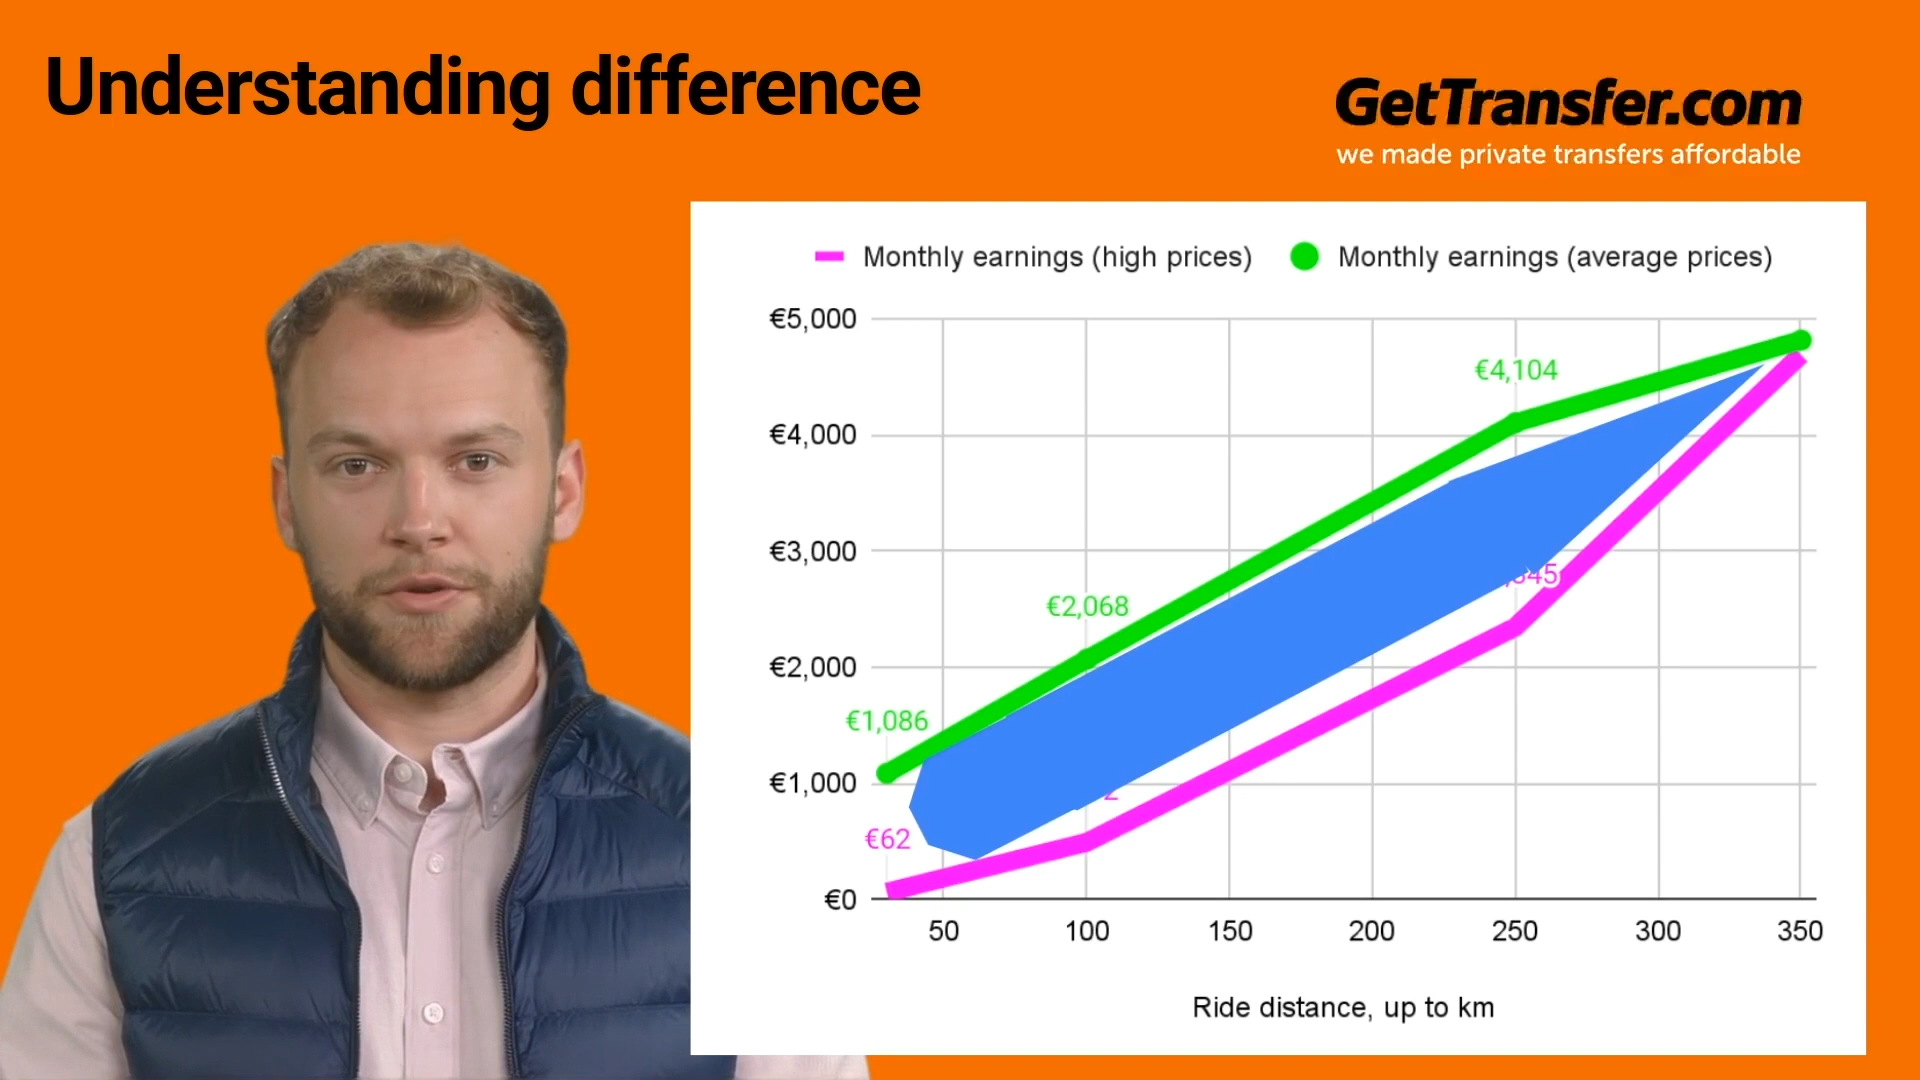 Understanding difference
GetTransfer.com
we made private transfers affordable
Monthly earnings (high prices)
Monthly earnings (average prices)
€5,000
€4,000
€3,000
€2,000
€1,000
€0
€4,104
€2,068
€1,086
€62
50 100 150 200 250 300 350
Ride distance, up to km